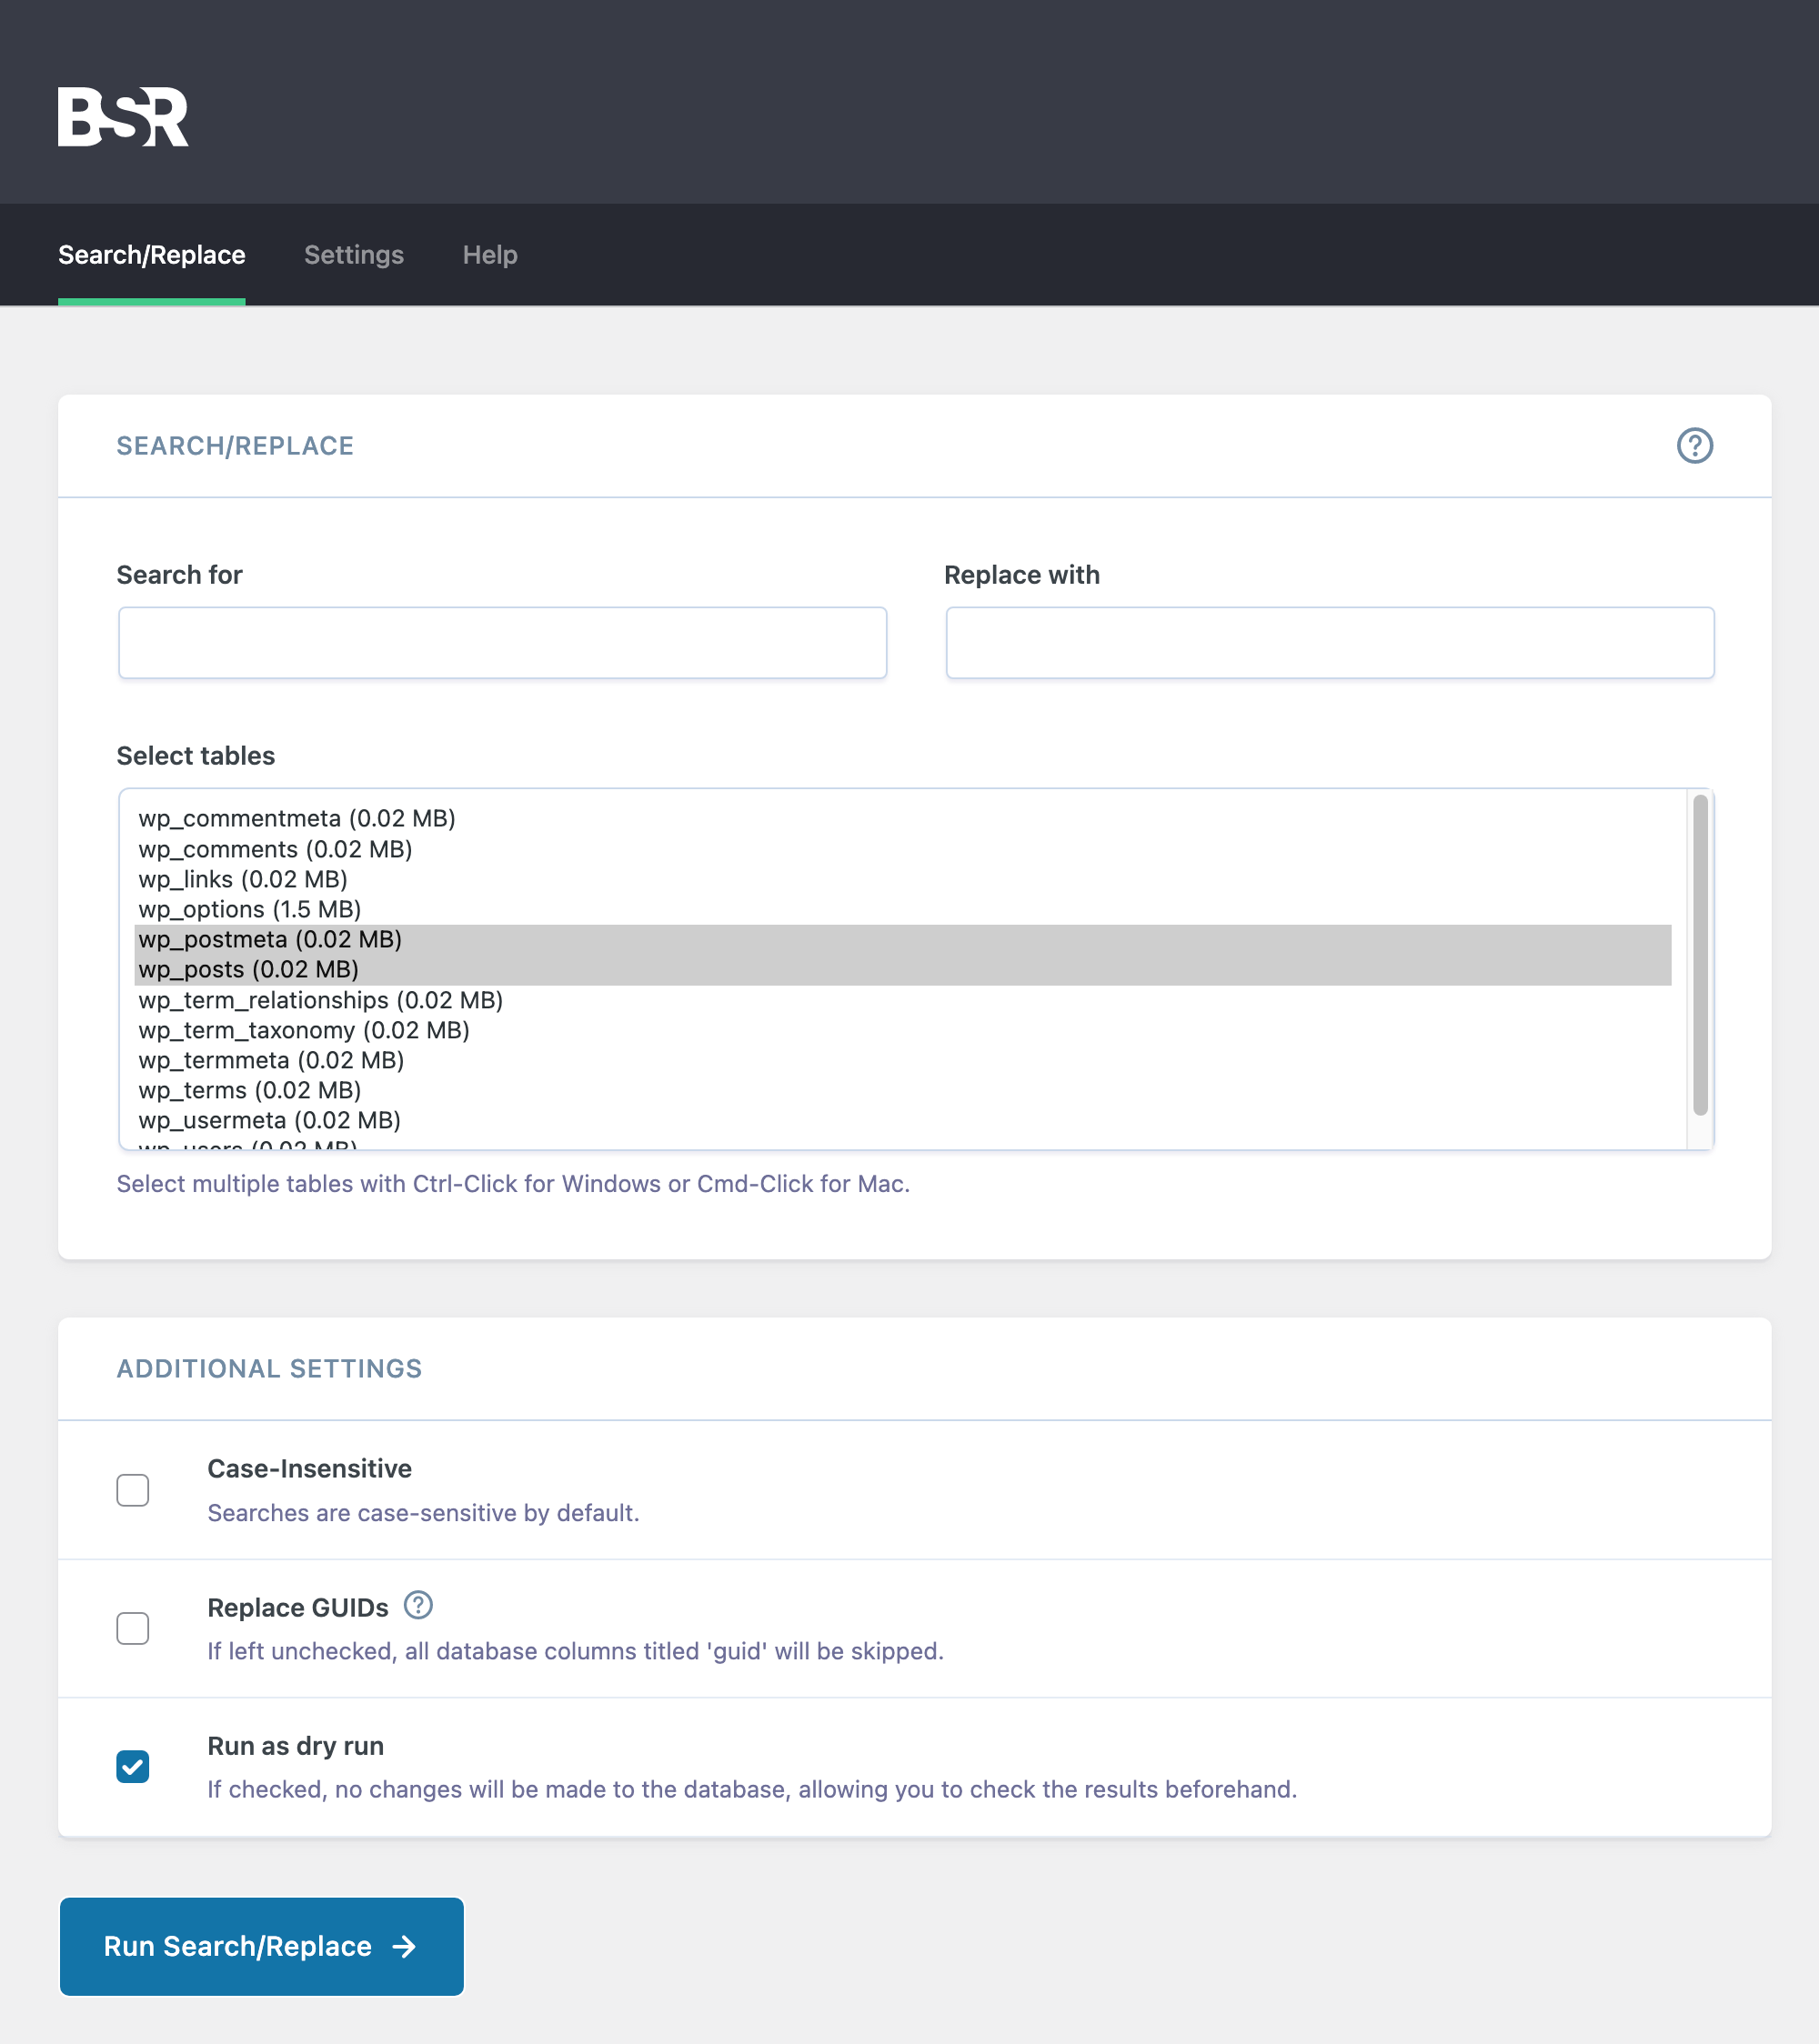 BSR
Search/Replace Settings Help
SEARCH/REPLACE
Search for
Replace with
Select tables
wp_commentmeta (0.02 MB)
wp_comments (0.02 MB)
wp_links (0.02 MB)
wp_options (1.5 MB)
wp_postmeta (0.02 MB)
wp_posts (0.02 MB)
wp_term_relationships (0.02 MB)
wp_term_taxonomy (0.02 MB)
wp_termmeta (0.02 MB)
wp_terms (0.02 MB)
wp_usermeta (0.02 MB)
wp_users (0.02 MB)
Select multiple tables with Ctrl-Click for Windows or Cmd-Click for Mac.
ADDITIONAL SETTINGS
Case-Insensitive
Searches are case-sensitive by default.
Replace GUIDs
If left unchecked, all database columns titled 'guid' will be skipped.
Run as dry run
If checked, no changes will be made to the database, allowing you to check the results beforehand.
Run Search/Replace →